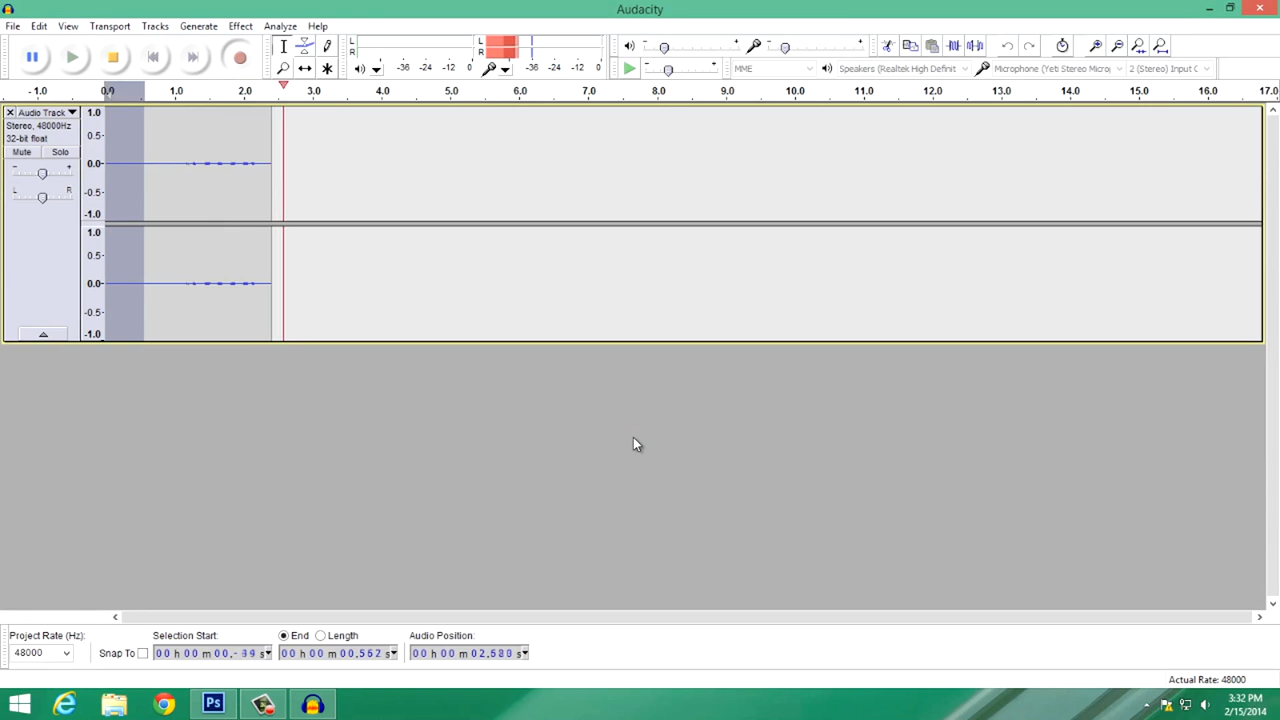 Audacity
File Edit View Transport Tracks Generate Effect Analyze Help
L R -36 -24 -12 0 L R -36 -24 -12 0
MME Speakers (Realtek High Definit Microphone (Yeti Stereo Microp 2 (Stereo) Input C
- 1.0 0.0 1.0 2.0 3.0 4.0 5.0 6.0 7.0 8.0 9.0 10.0 11.0 12.0 13.0 14.0 15.0 16.0 17.0
Audio Track 1.0
Stereo, 48000Hz
32-bit float 0.5-
Mute Solo
- + 0.0-
L R -0.5-
-1.0
1.0
0.5-
0.0-
-0.5-
-1.0
Project Rate (Hz): Selection Start: End Length Audio Position:
48000 Snap To 00 h 00 m 00.562 s 00 h 00 m 02.580 s
Actual Rate: 48000
Ps 3:32 PM
2/15/2014